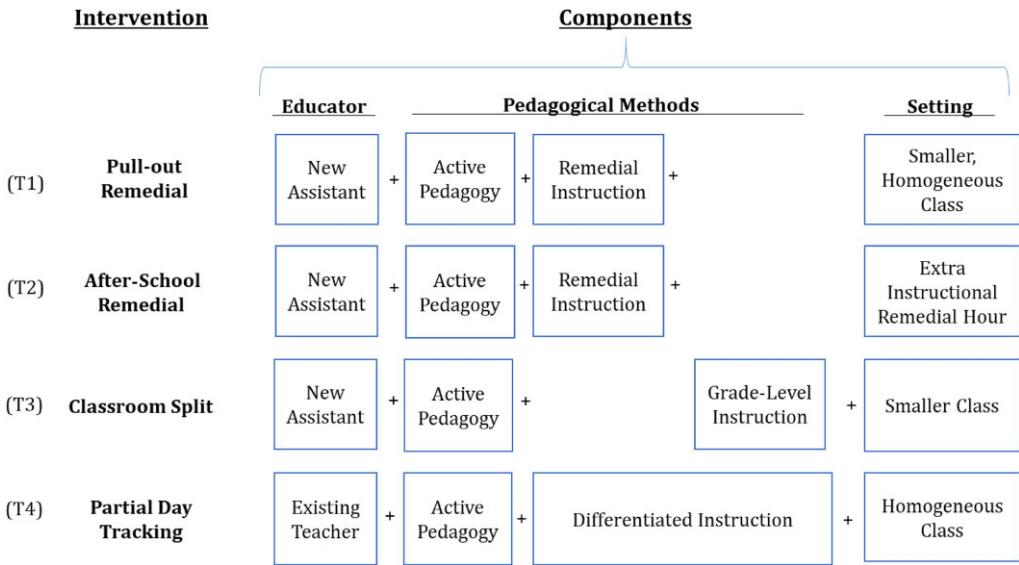 Intervention
Components
Educator
Pedagogical Methods
Setting
(T1)
Pull-out
Remedial
New
Assistant
+
Active
Pedagogy
+
Remedial
Instruction
+
Smaller,
Homogeneous
Class
(T2)
After-School
Remedial
New
Assistant
+
Active
Pedagogy
+
Remedial
Instruction
+
Extra
Instructional
Remedial Hour
(T3)
Classroom Split
New
Assistant
+
Active
Pedagogy
+
Grade-Level
Instruction
+
Smaller Class
(T4)
Partial Day
Tracking
Existing
Teacher
+
Active
Pedagogy
+
Differentiated Instruction
+
Homogeneous
Class